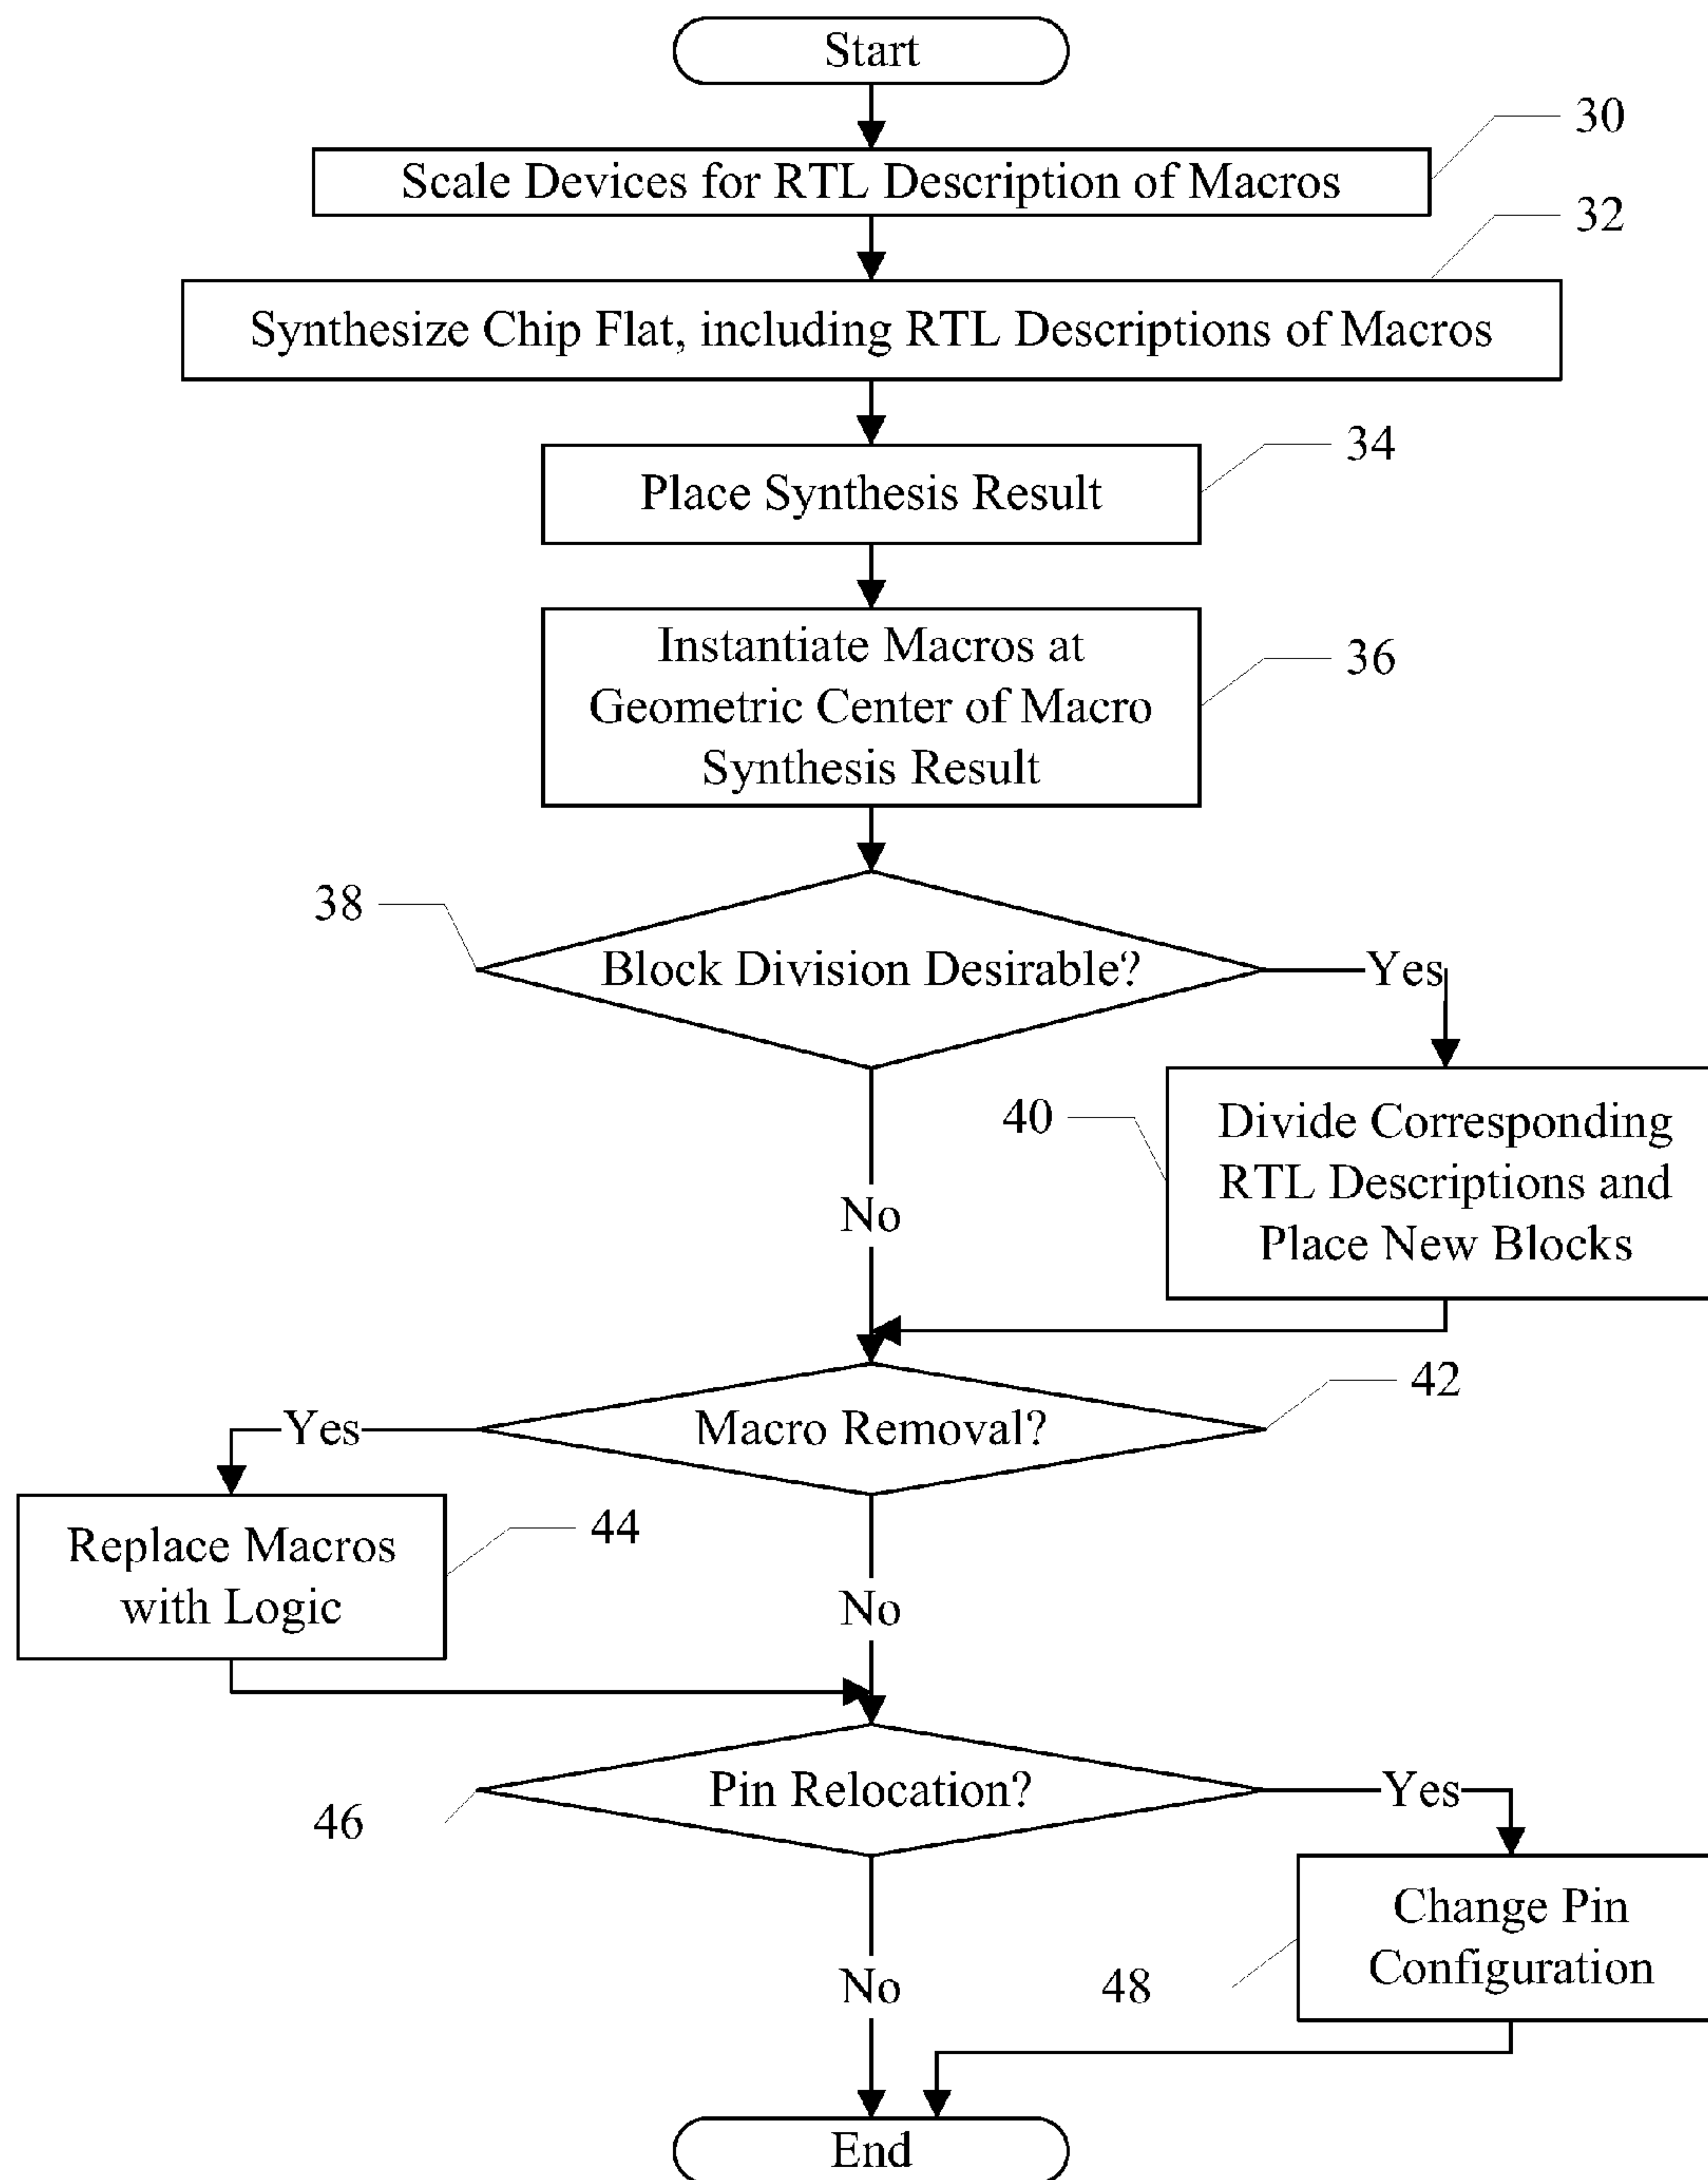 Start
30
Scale Devices for RTL Description of Macros
32
Synthesize Chip Flat, including RTL Descriptions of Macros
34
Place Synthesis Result
Instantiate Macros at
Geometric Center of Macro
Synthesis Result
36
38
Block Division Desirable?
Yes
40
Divide Corresponding
RTL Descriptions and
Place New Blocks
No
42
Macro Removal?
Yes
Replace Macros
with Logic
44
No
Pin Relocation?
Yes
46
Change Pin
Configuration
48
No
End